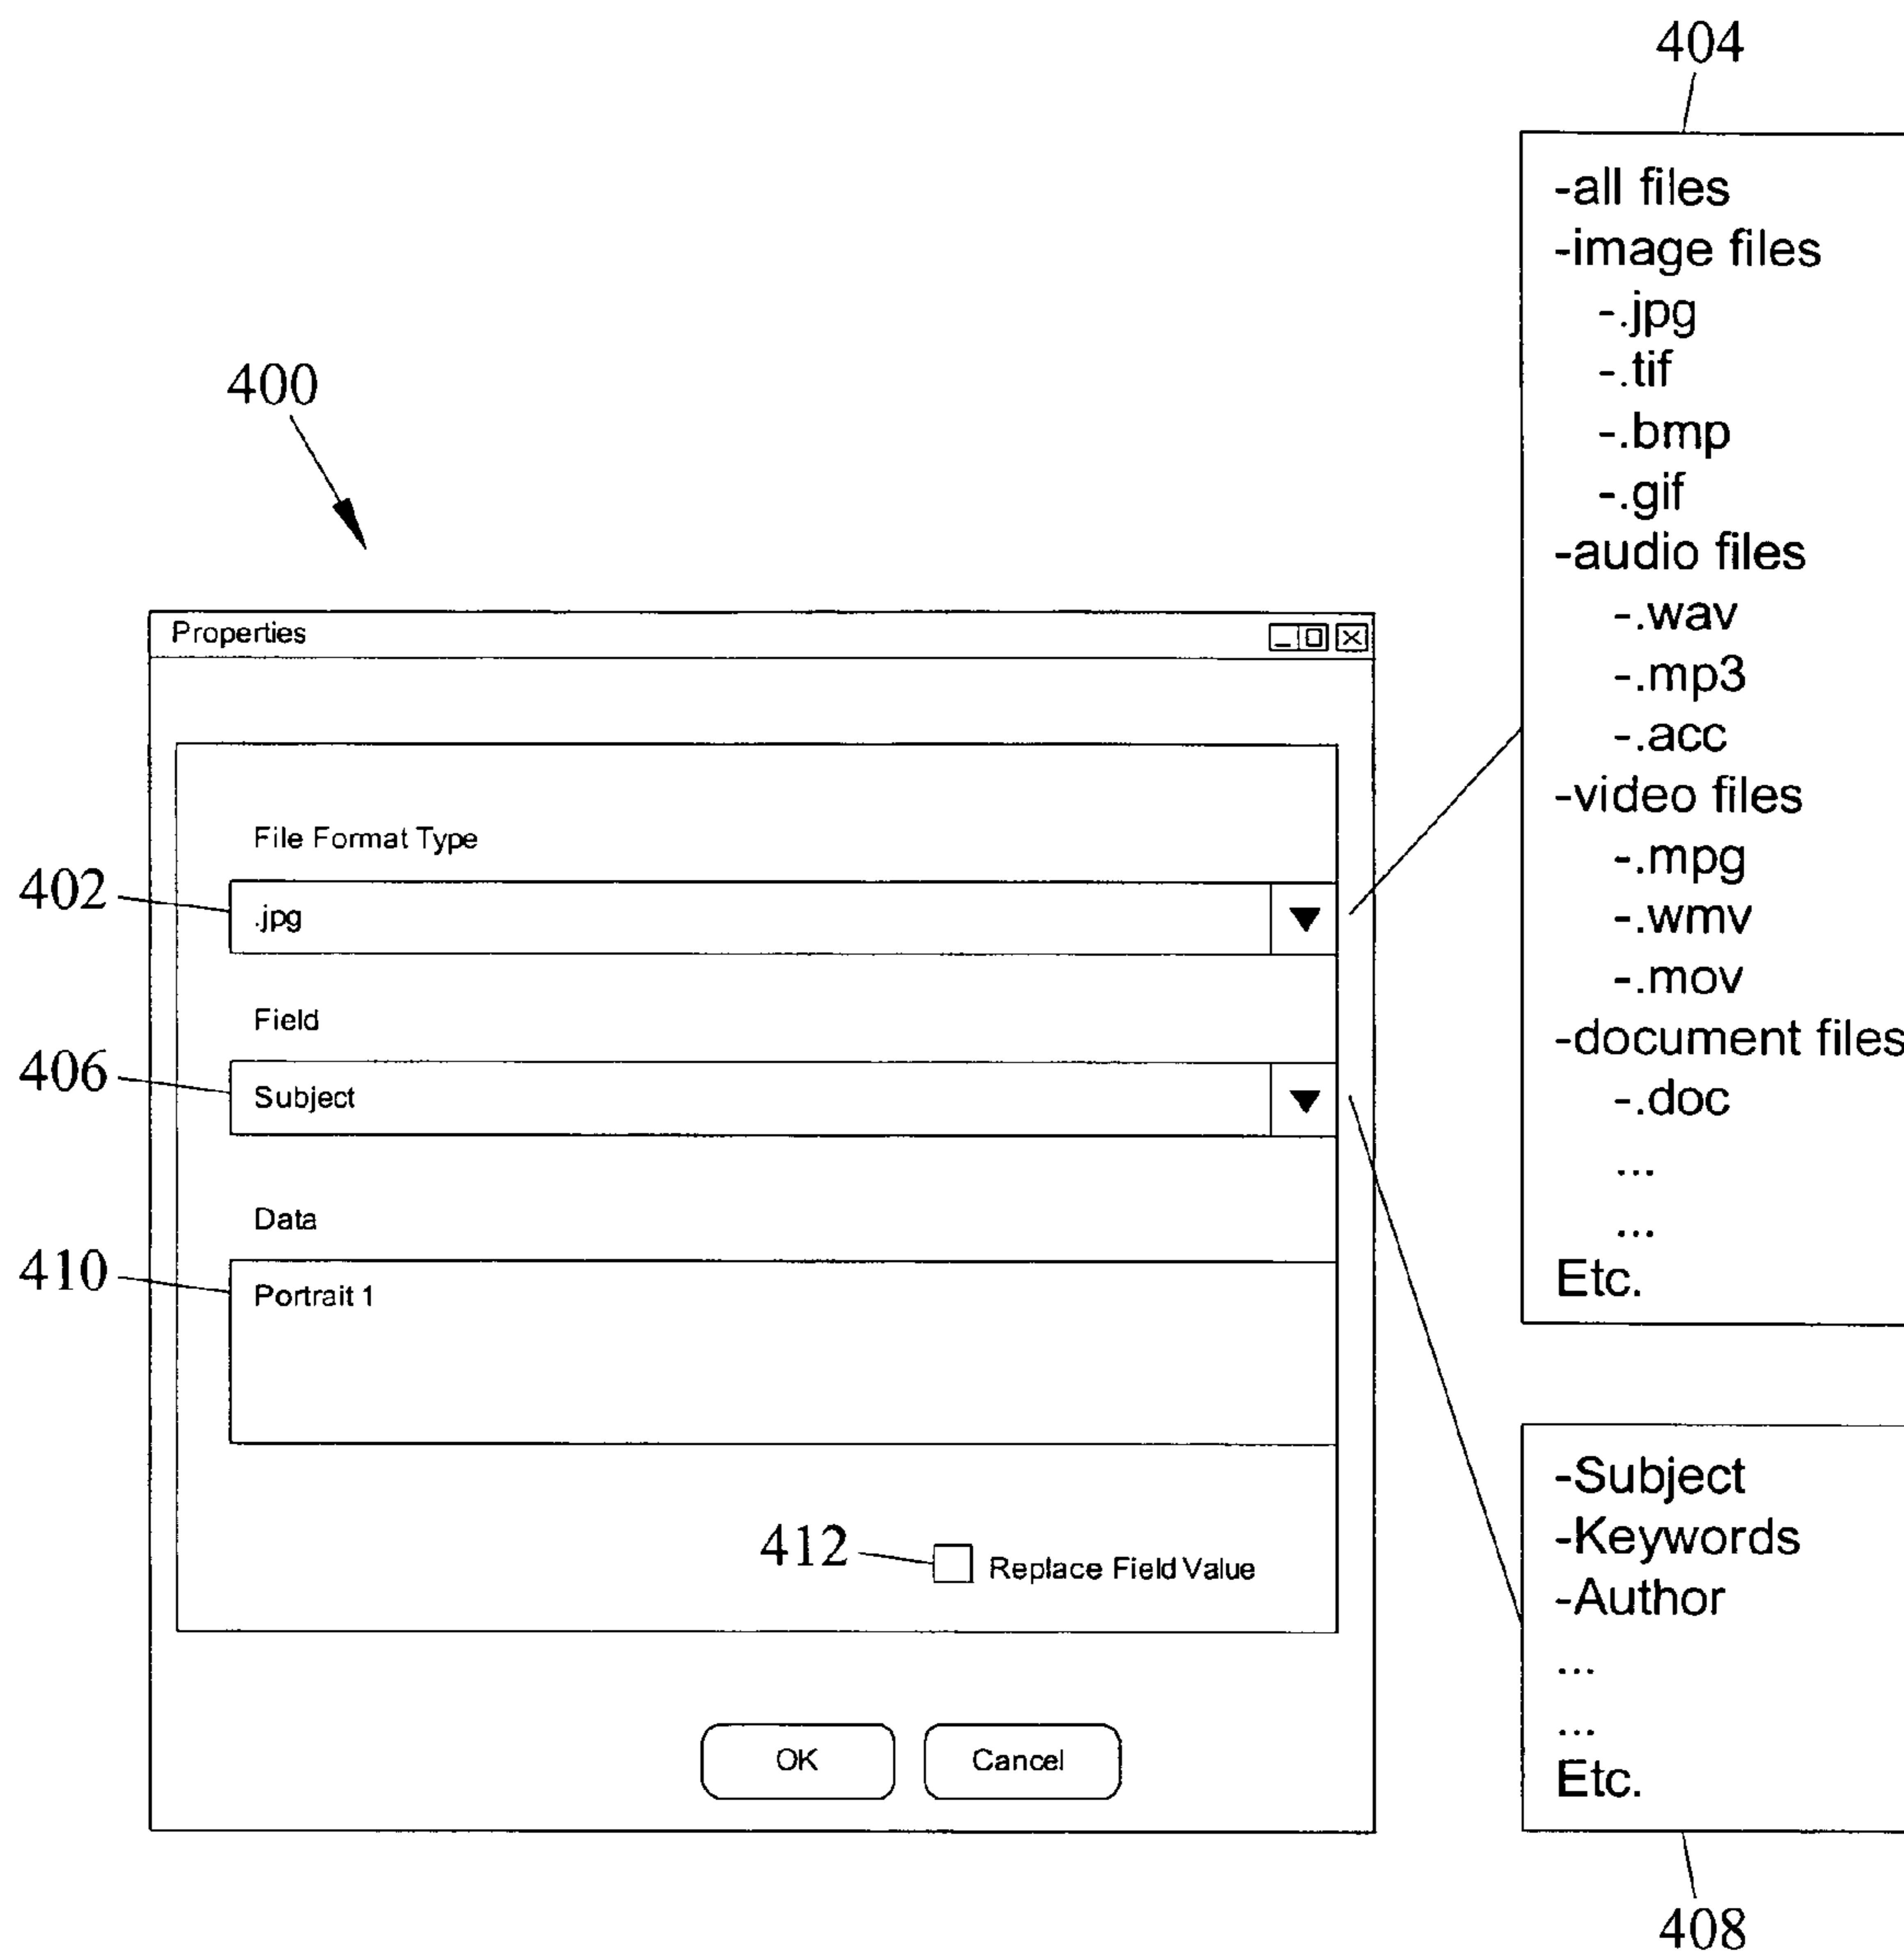 404
-all files
-image files
-.jpg
-.tif
-.bmp
-.gif
-audio files
-.wav
-.mp3
-.acc
-video files
-.mpg
-.wmv
-.mov
-document files
-.doc
...
...
Etc.
400
Properties
File Format Type
402
.jpg
Field
406
Subject
Data
410
Portrait 1
412
Replace Field Value
OK
Cancel
-Subject
-Keywords
-Author
...
...
Etc.
408